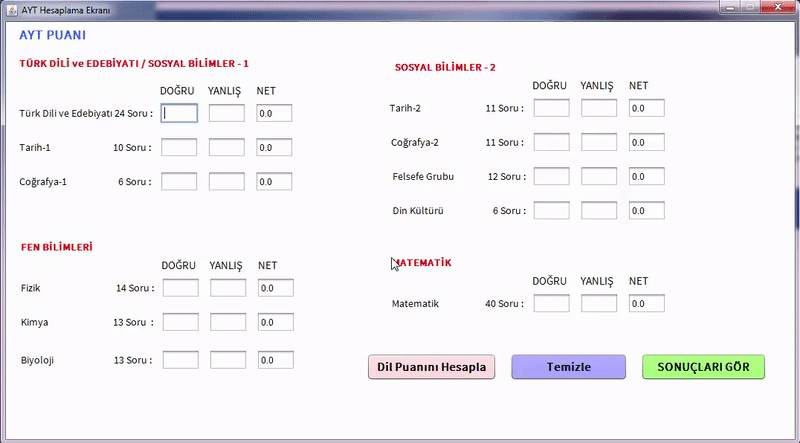 AYT Hesaplama Ekranı
AYT PUANI
TÜRK DİLİ ve EDEBİYATI / SOSYAL BİLİMLER - 1
DOĞRU YANLIŞ NET
Türk Dili ve Edebiyatı 24 Soru : 0.0
Tarih-1 10 Soru : 0.0
Coğrafya-1 6 Soru : 0.0
SOSYAL BİLİMLER - 2
DOĞRU YANLIŞ NET
Tarih-2 11 Soru : 0.0
Coğrafya-2 11 Soru : 0.0
Felsefe Grubu 12 Soru : 0.0
Din Kültürü 6 Soru : 0.0
FEN BİLİMLERİ
DOĞRU YANLIŞ NET
Fizik 14 Soru : 0.0
Kimya 13 Soru : 0.0
Biyoloji 13 Soru : 0.0
MATEMATİK
DOĞRU YANLIŞ NET
Matematik 40 Soru : 0.0
Dil Puanını Hesapla
Temizle
SONUÇLARI GÖR